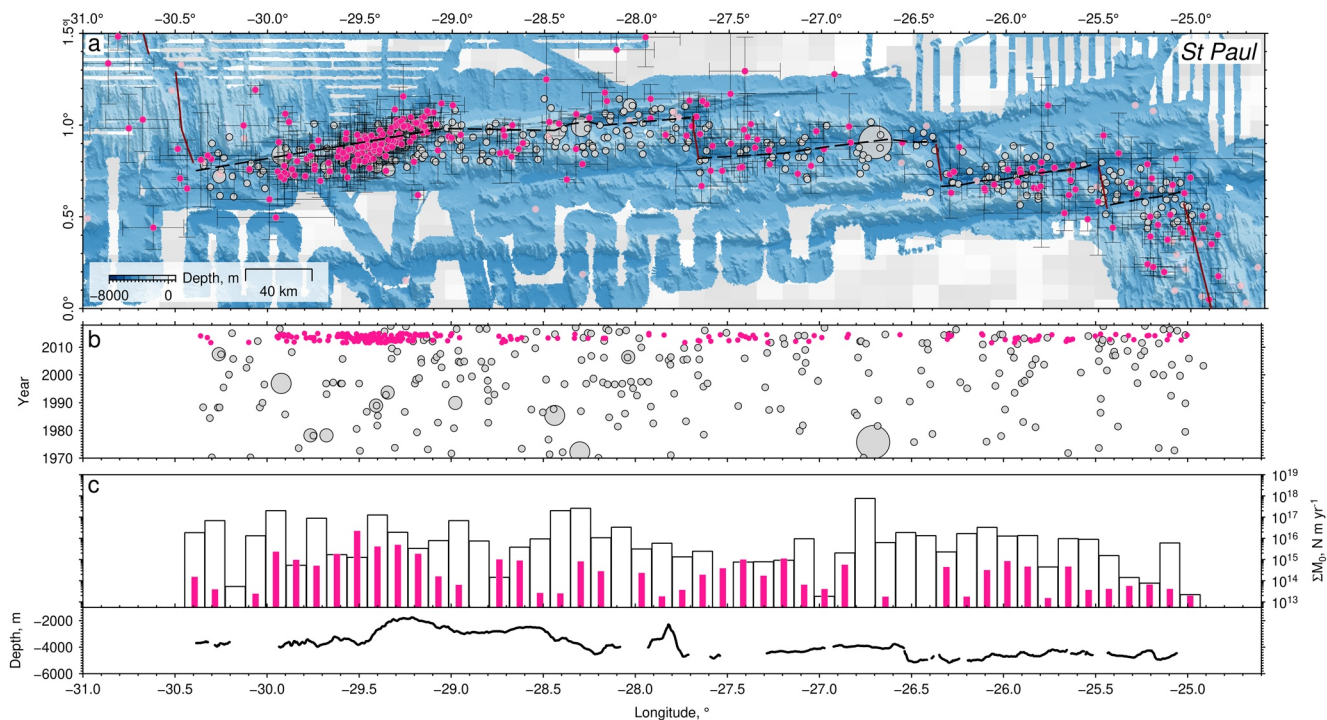 −31.0 −30.5 −30.0 −29.5 −29.0 −28.5 −28.0 −27.5 −27.0 −26.5 −26.0 −25.5 −25.0
1.5°
a
St Paul
1.0°
0.5°
Depth, m
−8000 0
40 km
0.0°
b
2010
2000
Year
1990
1980
1970
c
10¹⁹
10¹⁸
10¹⁷
10¹⁶
10¹⁵
10¹⁴
10¹³
ΣM₀, N m yr⁻¹
Depth, m
−2000
−4000
−6000
−31.0 −30.5 −30.0 −29.5 −29.0 −28.5 −28.0 −27.5 −27.0 −26.5 −26.0 −25.5 −25.0
Longitude, °